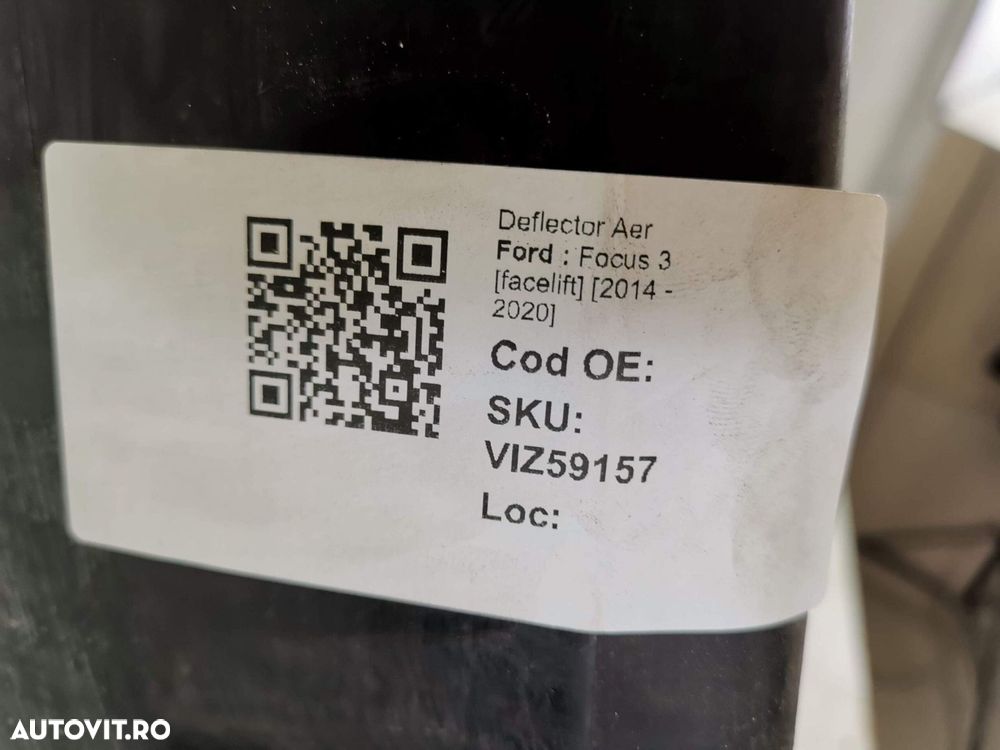 Deflector Aer
Ford : Focus 3
[facelift] [2014 -
2020]
Cod OE:
SKU:
VIZ59157
Loc:
AUTOVIT.RO